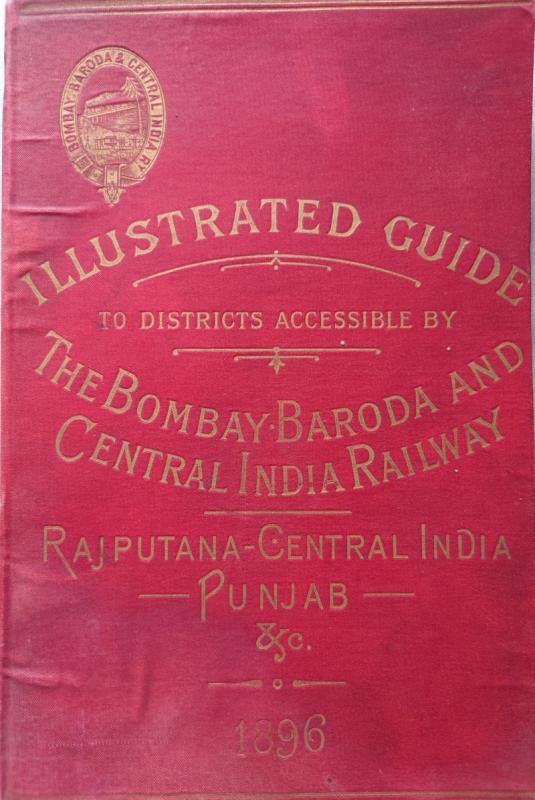 BOMBAY BARODA & CENTRAL INDIA RY
ILLUSTRATED GUIDE
TO DISTRICTS ACCESSIBLE BY
THE BOMBAY·BARODA AND
CENTRAL INDIA RAILWAY
RAJPUTANA-CENTRAL INDIA
— PUNJAB —
&c.
1896